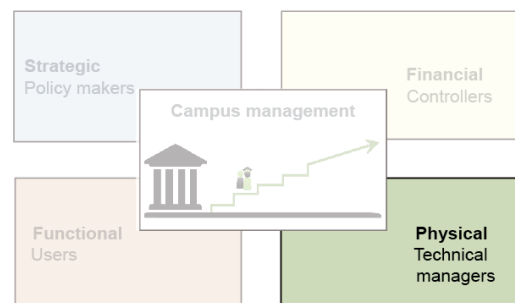 Strategic
Policy makers
Financial
Controllers
Campus management
Functional
Users
Physical
Technical
managers